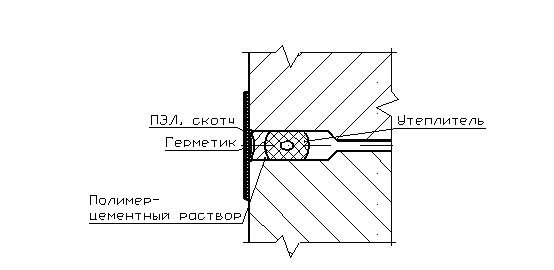 ПЭЛ, скотч
Утеплитель
Герметик
Полимер-
цементный раствор